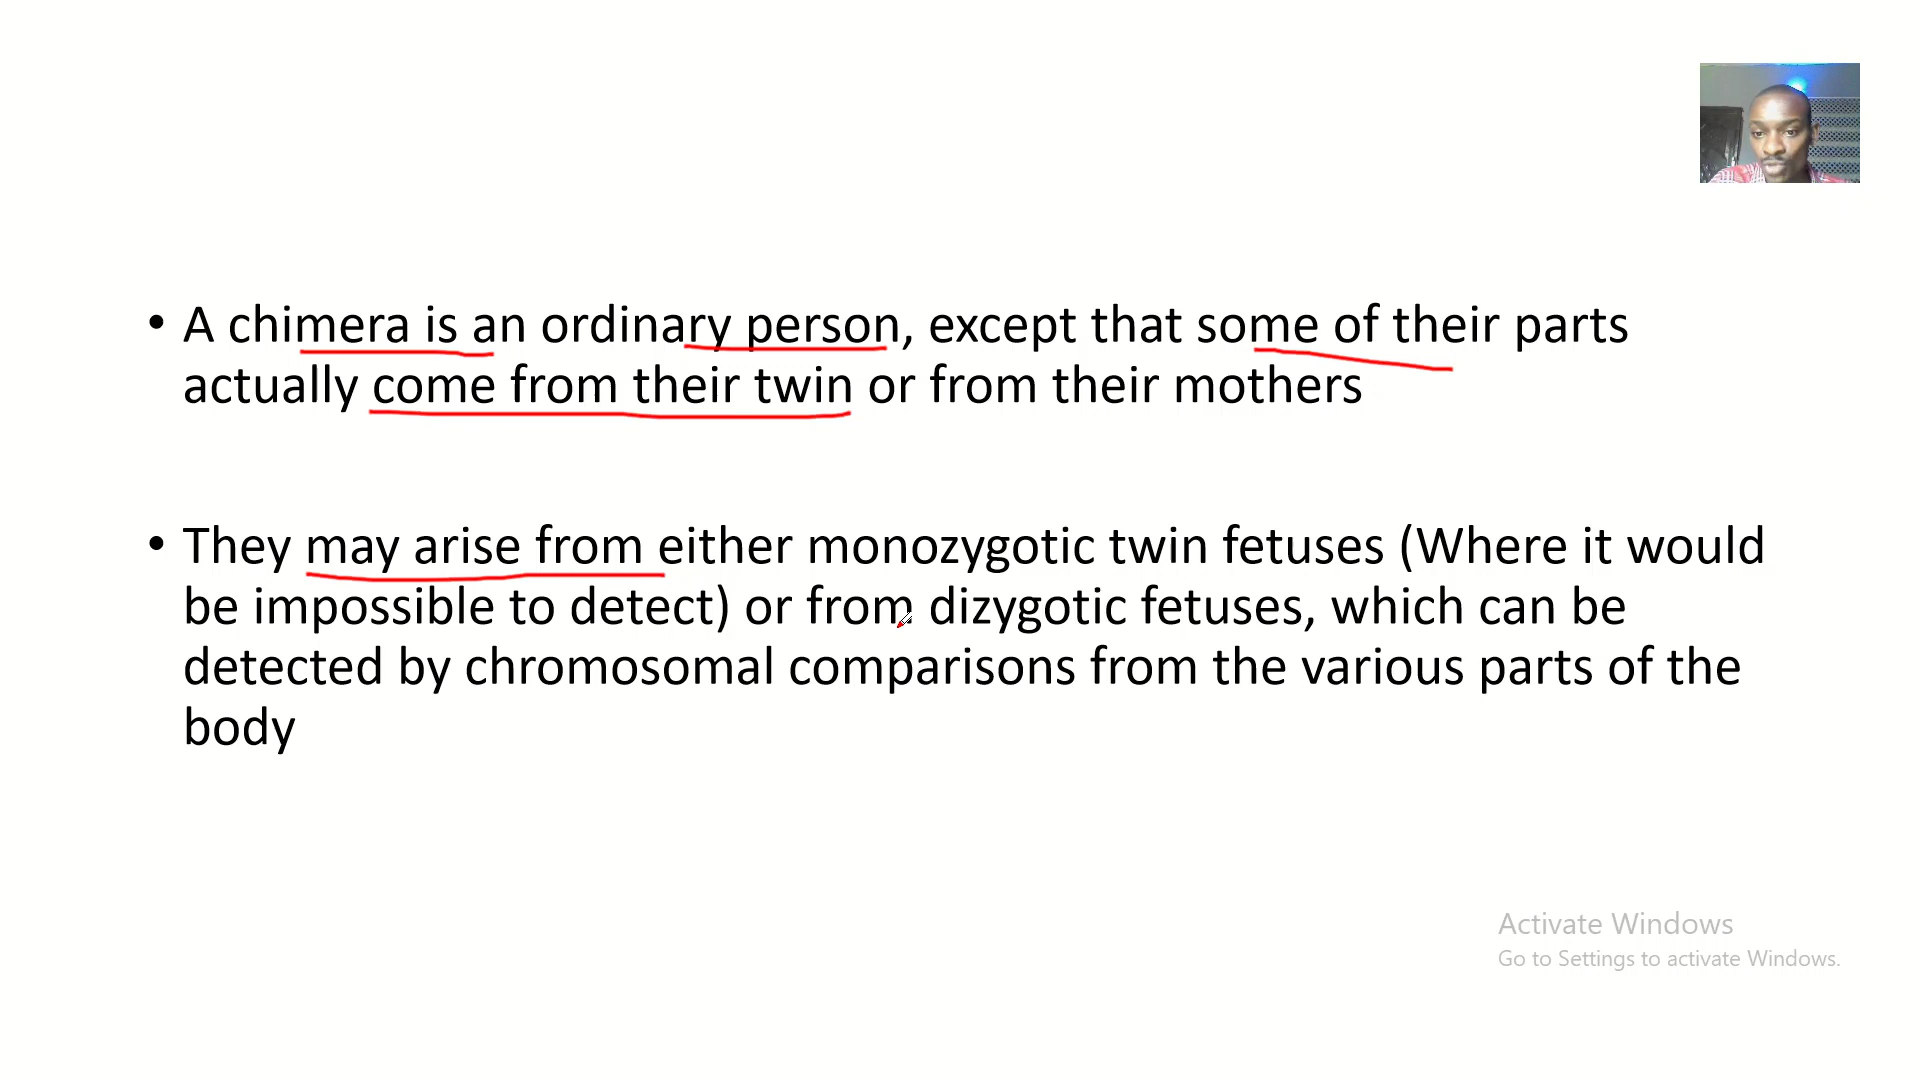 • A chimera is an ordinary person, except that some of their parts
actually come from their twin or from their mothers
• They may arise from either monozygotic twin fetuses (Where it would
be impossible to detect) or from dizygotic fetuses, which can be
detected by chromosomal comparisons from the various parts of the
body
Activate Windows
Go to Settings to activate Windows.